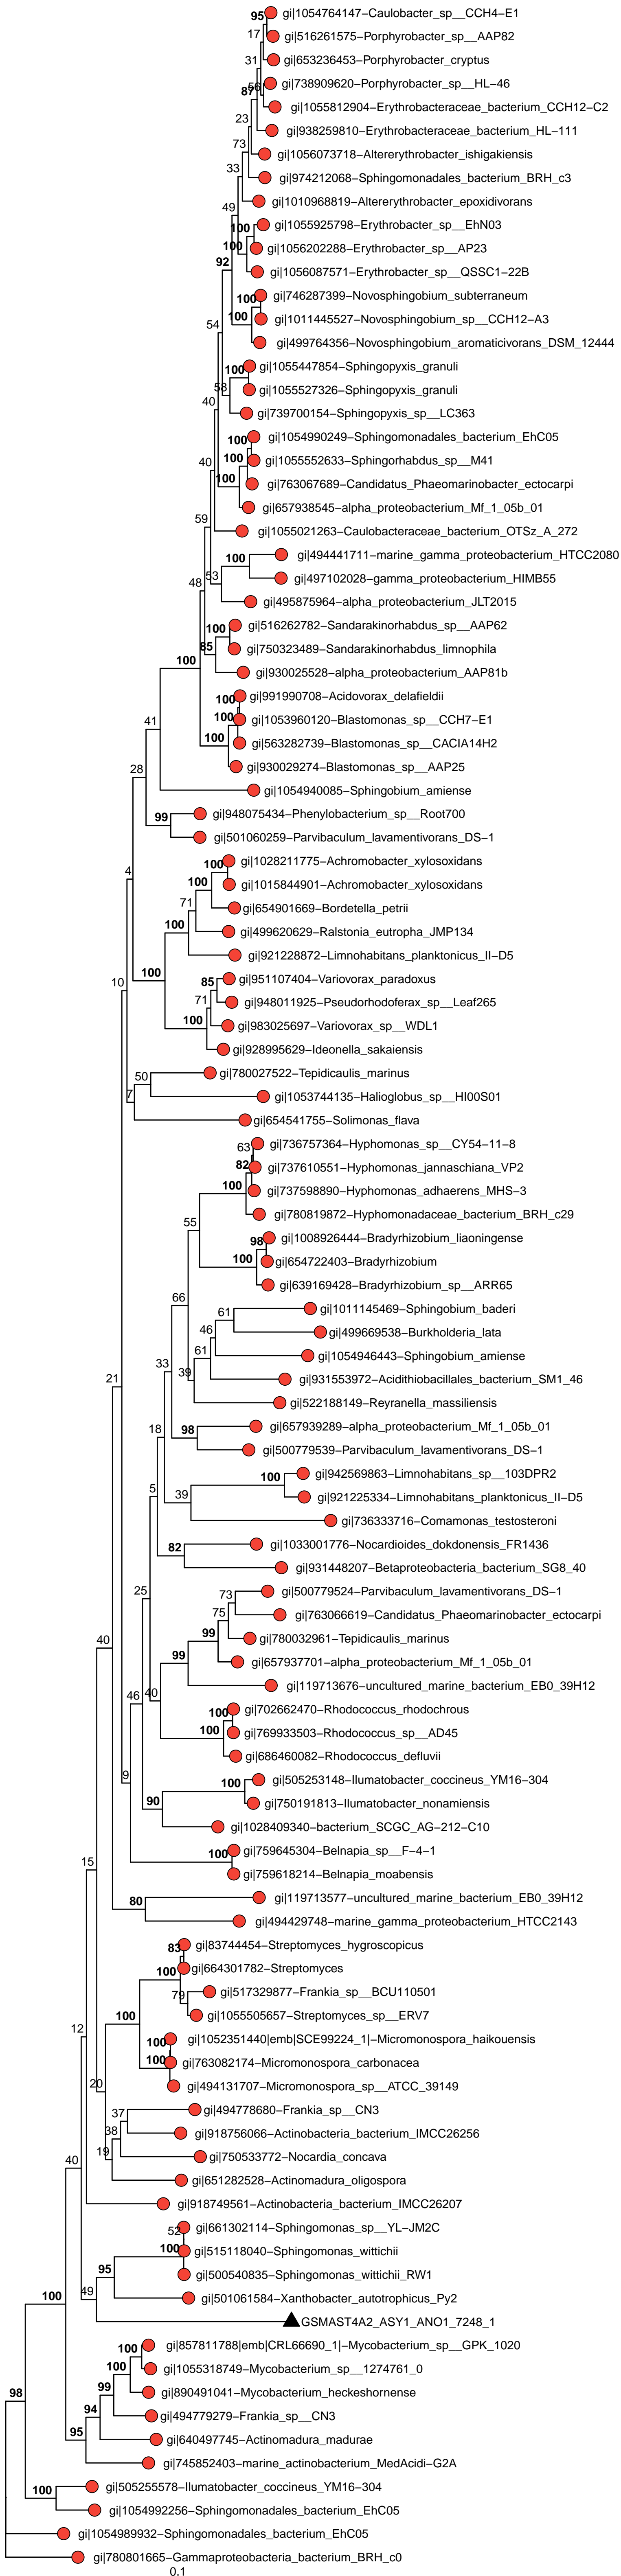 95
gi|1054764147−Caulobacter_sp__CCH4−E1
17
gi|516261575−Porphyrobacter_sp__AAP82
31
gi|653236453−Porphyrobacter_cryptus
gi|738909620−Porphyrobacter_sp__HL−46
87
gi|1055812904−Erythrobacteraceae_bacterium_CCH12−C2
23
gi|938259810−Erythrobacteraceae_bacterium_HL−111
73
gi|1056073718−Altererythrobacter_ishigakiensis
33
gi|974212068−Sphingomonadales_bacterium_BRH_c3
gi|1010968819−Altererythrobacter_epoxidivorans
49
gi|1055925798−Erythrobacter_sp__EhN03
100
100
gi|1056202288−Erythrobacter_sp__AP23
92
gi|1056087571−Erythrobacter_sp__QSSC1−22B
100
gi|746287399−Novosphingobium_subterraneum
100
gi|1011445527−Novosphingobium_sp__CCH12−A3
54
gi|499764356−Novosphingobium_aromaticivorans_DSM_12444
100
gi|1055447854−Sphingopyxis_granuli
58
gi|1055527326−Sphingopyxis_granuli
40
gi|739700154−Sphingopyxis_sp__LC363
100
gi|1054990249−Sphingomonadales_bacterium_EhC05
40
100
gi|1055552633−Sphingorhabdus_sp__M41
100
gi|763067689−Candidatus_Phaeomarinobacter_ectocarpi
gi|657938545−alpha_proteobacterium_Mf_1_05b_01
59
gi|1055021263−Caulobacteraceae_bacterium_OTSz_A_272
100
gi|494441711−marine_gamma_proteobacterium_HTCC2080
48
53
gi|497102028−gamma_proteobacterium_HIMB55
gi|495875964−alpha_proteobacterium_JLT2015
100
gi|516262782−Sandarakinorhabdus_sp__AAP62
85
gi|750323489−Sandarakinorhabdus_limnophila
100
gi|930025528−alpha_proteobacterium_AAP81b
100
gi|991990708−Acidovorax_delafieldii
100
gi|1053960120−Blastomonas_sp__CCH7−E1
41
100
gi|563282739−Blastomonas_sp__CACIA14H2
28
gi|930029274−Blastomonas_sp__AAP25
gi|1054940085−Sphingobium_amiense
99
gi|948075434−Phenylobacterium_sp__Root700
gi|501060259−Parvibaculum_lavamentivorans_DS−1
4
100
gi|1028211775−Achromobacter_xylosoxidans
100
gi|1015844901−Achromobacter_xylosoxidans
71
gi|654901669−Bordetella_petrii
100
gi|499620629−Ralstonia_eutropha_JMP134
gi|921228872−Limnohabitans_planktonicus_II−D5
10
100
85
gi|951107404−Variovorax_paradoxus
71
gi|948011925−Pseudorhodoferax_sp__Leaf265
100
gi|983025697−Variovorax_sp__WDL1
gi|928995629−Ideonella_sakaiensis
50
gi|780027522−Tepidicaulis_marinus
7
gi|1053744135−Halioglobus_sp__HI00S01
gi|654541755−Solimonas_flava
63
gi|736757364−Hyphomonas_sp__CY54−11−8
82
gi|737610551−Hyphomonas_jannaschiana_VP2
100
gi|737598890−Hyphomonas_adhaerens_MHS−3
gi|780819872−Hyphomonadaceae_bacterium_BRH_c29
55
98
gi|1008926444−Bradyrhizobium_liaoningense
100
gi|654722403−Bradyrhizobium
gi|639169428−Bradyrhizobium_sp__ARR65
66
61
gi|1011145469−Sphingobium_baderi
46
gi|499669538−Burkholderia_lata
61
gi|1054946443−Sphingobium_amiense
33
39
gi|931553972−Acidithiobacillales_bacterium_SM1_46
21
gi|522188149−Reyranella_massiliensis
98
gi|657939289−alpha_proteobacterium_Mf_1_05b_01
18
gi|500779539−Parvibaculum_lavamentivorans_DS−1
100
gi|942569863−Limnohabitans_sp__103DPR2
5
39
gi|921225334−Limnohabitans_planktonicus_II−D5
gi|736333716−Comamonas_testosteroni
82
gi|1033001776−Nocardioides_dokdonensis_FR1436
gi|931448207−Betaproteobacteria_bacterium_SG8_40
25
73
gi|500779524−Parvibaculum_lavamentivorans_DS−1
75
gi|763066619−Candidatus_Phaeomarinobacter_ectocarpi
40
99
gi|780032961−Tepidicaulis_marinus
99
gi|657937701−alpha_proteobacterium_Mf_1_05b_01
46
40
gi|119713676−uncultured_marine_bacterium_EB0_39H12
100
gi|702662470−Rhodococcus_rhodochrous
100
gi|769933503−Rhodococcus_sp__AD45
gi|686460082−Rhodococcus_defluvii
9
100
gi|505253148−Ilumatobacter_coccineus_YM16−304
90
gi|750191813−Ilumatobacter_nonamiensis
gi|1028409340−bacterium_SCGC_AG−212−C10
15
100
gi|759645304−Belnapia_sp__F−4−1
gi|759618214−Belnapia_moabensis
80
gi|119713577−uncultured_marine_bacterium_EB0_39H12
gi|494429748−marine_gamma_proteobacterium_HTCC2143
83
gi|83744454−Streptomyces_hygroscopicus
100
gi|664301782−Streptomyces
79
gi|517329877−Frankia_sp__BCU110501
100
gi|1055505657−Streptomyces_sp__ERV7
12
100
gi|1052351440|emb|SCE99224_1|−Micromonospora_haikouensis
100
gi|763082174−Micromonospora_carbonacea
20
gi|494131707−Micromonospora_sp__ATCC_39149
37
gi|494778680−Frankia_sp__CN3
38
gi|918756066−Actinobacteria_bacterium_IMCC26256
40
19
gi|750533772−Nocardia_concava
gi|651282528−Actinomadura_oligospora
gi|918749561−Actinobacteria_bacterium_IMCC26207
52
gi|661302114−Sphingomonas_sp__YL−JM2C
100
gi|515118040−Sphingomonas_wittichii
95
gi|500540835−Sphingomonas_wittichii_RW1
100
49
gi|501061584−Xanthobacter_autotrophicus_Py2
GSMAST4A2_ASY1_ANO1_7248_1
100
gi|857811788|emb|CRL66690_1|−Mycobacterium_sp__GPK_1020
100
gi|1055318749−Mycobacterium_sp__1274761_0
99
gi|890491041−Mycobacterium_heckeshornense
98
94
gi|494779279−Frankia_sp__CN3
95
gi|640497745−Actinomadura_madurae
gi|745852403−marine_actinobacterium_MedAcidi−G2A
100
gi|505255578−Ilumatobacter_coccineus_YM16−304
gi|1054992256−Sphingomonadales_bacterium_EhC05
gi|1054989932−Sphingomonadales_bacterium_EhC05
gi|780801665−Gammaproteobacteria_bacterium_BRH_c0
0.1